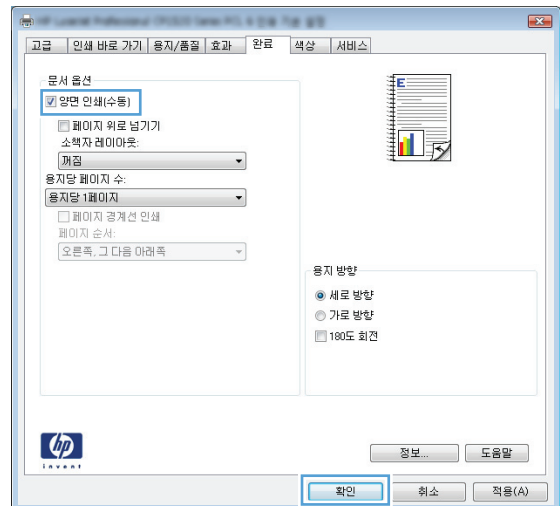 고급 인쇄 바로 가기 용지/품질 효과 완료 색상 서비스
문서 옵션
양면 인쇄(수동)
페이지 위로 넘기기
소책자 레이아웃:
꺼짐
용지당 페이지 수:
용지당 1페이지
페이지 경계선 인쇄
페이지 순서:
오른쪽, 그 다음 아래쪽
E
용지 방향
세로 방향
가로 방향
180도 회전
hp
invent
정보... 도움말
확인 취소 적용(A)